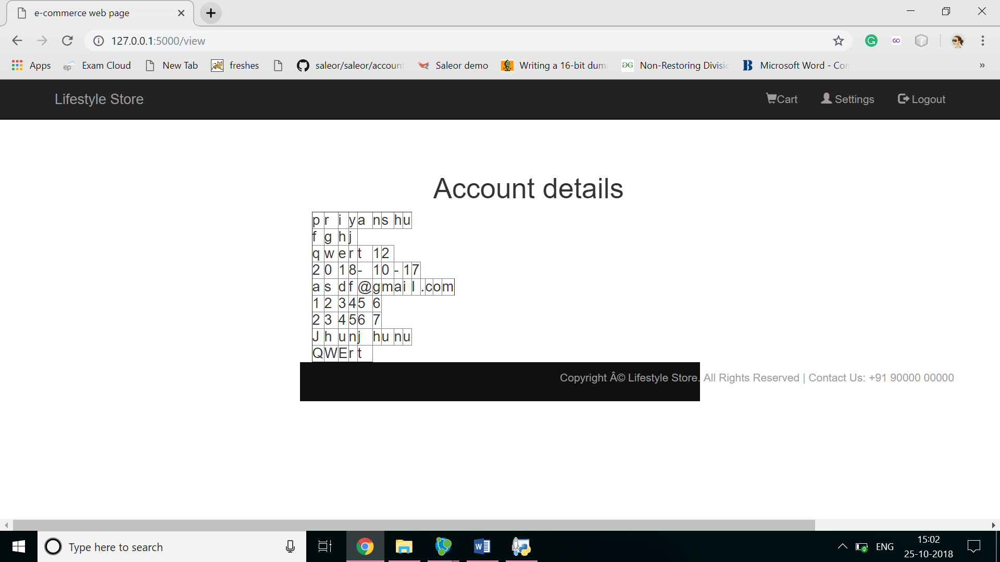 e-commerce web page
127.0.0.1:5000/view
Apps Exam Cloud New Tab freshes saleor/saleor/account Saleor demo Writing a 16-bit dum Non-Restoring Divisi Microsoft Word - Cor »
Lifestyle Store Cart Settings Logout
Account details
priyanshu
fghj
qwert12
2018-10-17
asdf@gmail.com
123456
234567
Jhunjhunu
QWErt
Copyright Â© Lifestyle Store. All Rights Reserved | Contact Us: +91 90000 00000
Type here to search
ENG
15:02
25-10-2018